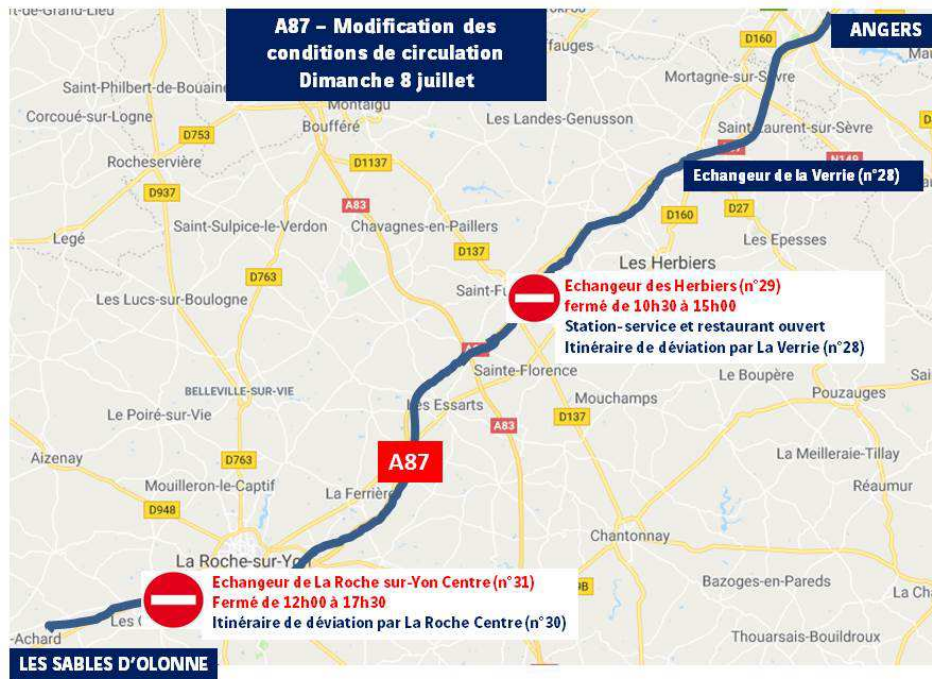 A87 – Modification des
conditions de circulation
Dimanche 8 juillet
ANGERS
D160
Mortagne-sur-Sèvre
Saint-Philbert-de-Bouaine
Montaigu
Boufféré
Les Landes-Genusson
Corcoué-sur-Logne
D753
Rocheservière
D1137
N149
Echangeur de la Verrie (n°28)
D937
A83
D160
D27
Saint-Sulpice-le-Verdon
Chavagnes-en-Paillers
Legé
D137
Les Epesses
D763
Les Herbiers
Les Lucs-sur-Boulogne
Echangeur des Herbiers (n°29)
fermé de 10h30 à 15h00
Station-service et restaurant ouvert
Itinéraire de déviation par La Verrie (n°28)
Sainte-Florence
Le Boupère
BELLEVILLE-SUR-VIE
Pouzauges
Mouchamps
Le Poiré-sur-Vie
Les Essarts
D137
A83
Aizenay
D763
A87
La Meilleraie-Tillay
Mouilleron-le-Captif
La Ferrière
Réaumur
D948
Chantonnay
La Roche-sur-Yon
Echangeur de La Roche sur-Yon Centre (n°31)
Fermé de 12h00 à 17h30
Itinéraire de déviation par La Roche Centre (n°30)
Bazoges-en-Pareds
-Achard
Thouarsais-Bouildroux
LES SABLES D'OLONNE